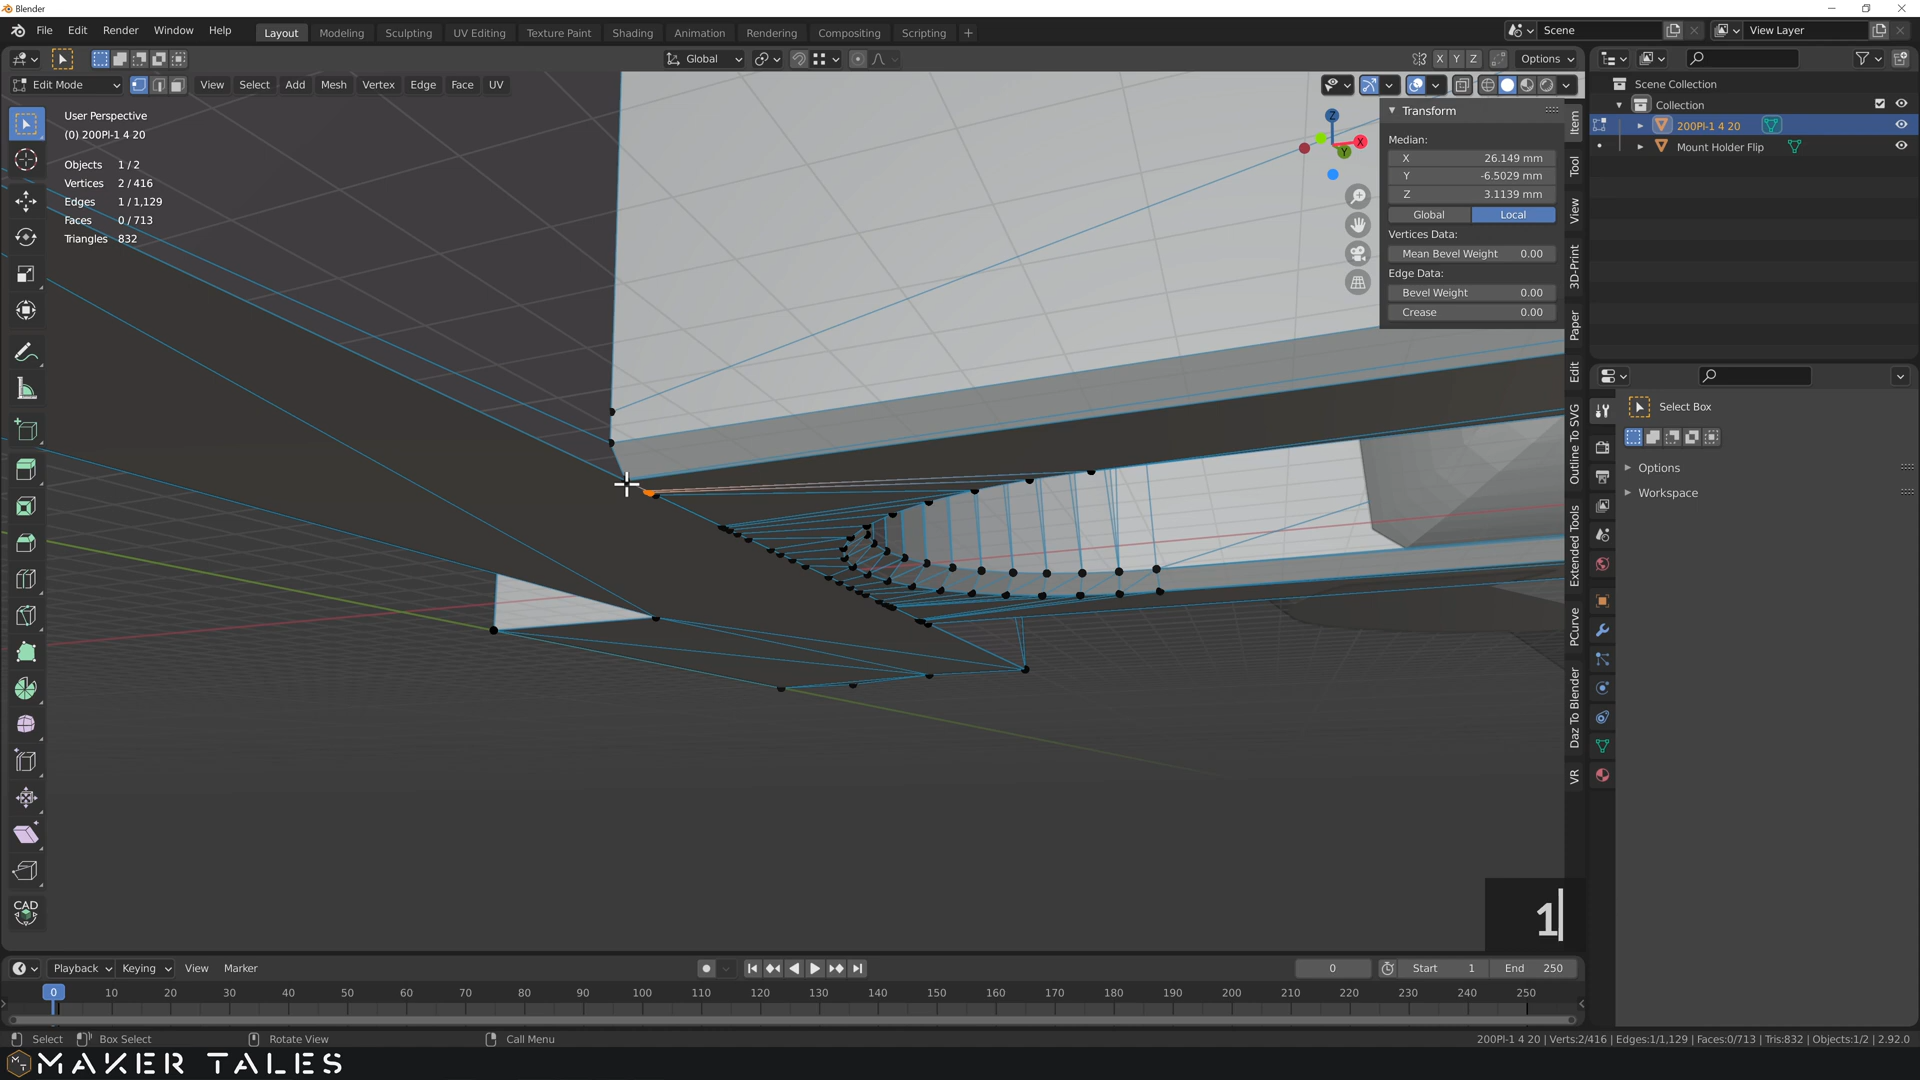 Blender
File Edit Render Window Help
Layout Modeling Sculpting UV Editing Texture Paint Shading Animation Rendering Compositing Scripting +
Scene
View Layer
Global
X Y Z
Options
Edit Mode
View Select Add Mesh Vertex Edge Face UV
User Perspective
(0) 200Pl-1 4 20
Objects 1 / 2
Vertices 2 / 416
Edges 1 / 1,129
Faces 0 / 713
Triangles 832
Z
X
Y
Transform
Median:
X 26.149 mm
Y -6.5029 mm
Z 3.1139 mm
Global Local
Vertices Data:
Mean Bevel Weight 0.00
Edge Data:
Bevel Weight 0.00
Crease 0.00
Item
Tool
View
3D-Print
Paper
Edit
Outline To SVG
Extended Tools
PCurve
Daz To Blender
VR
Scene Collection
Collection
200Pl-1 4 20
Mount Holder Flip
Select Box
Options
Workspace
CAD
1
Playback Keying View Marker
0
Start 1
End 250
0 10 20 30 40 50 60 70 80 90 100 110 120 130 140 150 160 170 180 190 200 210 220 230 240 250
Select Box Select Rotate View Call Menu
200Pl-1 4 20 | Verts:2/416 | Edges:1/1,129 | Faces:0/713 | Tris:832 | Objects:1/2 | 2.92.0
MAKER TALES